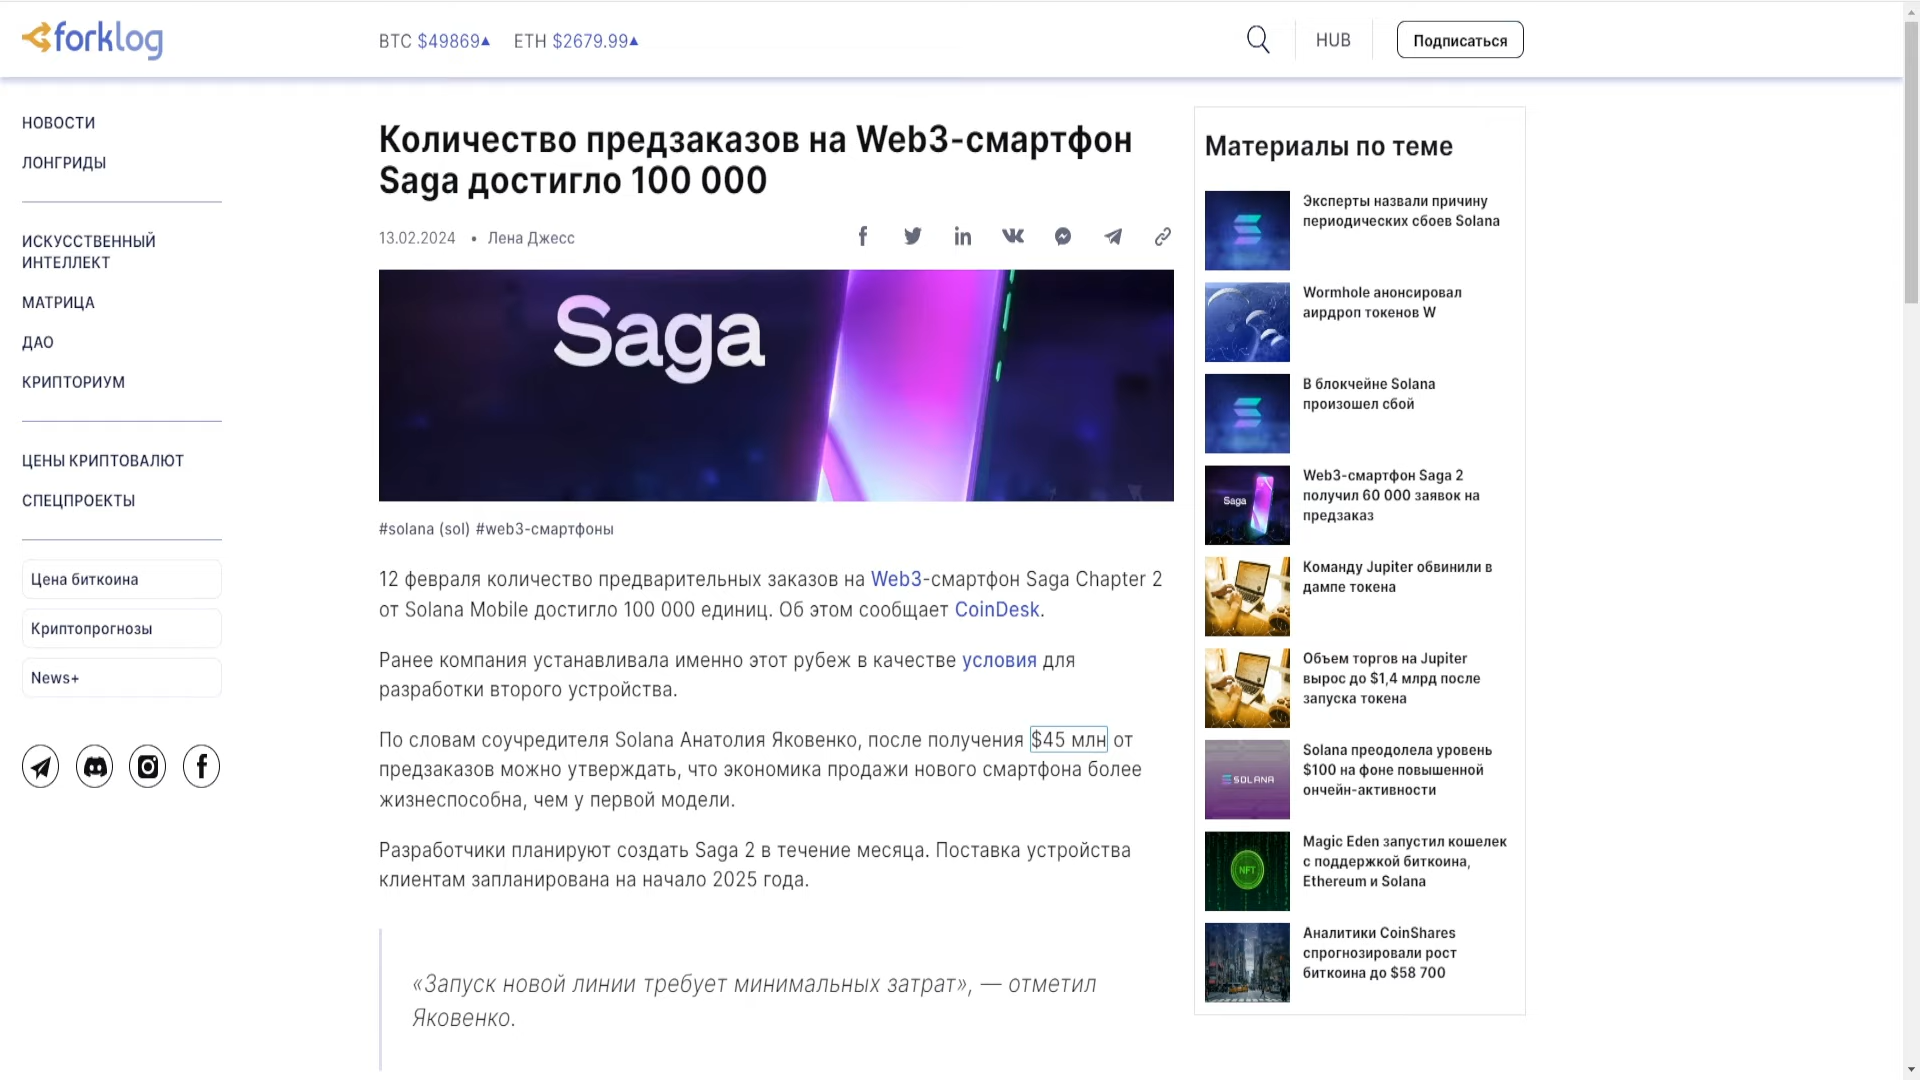 forklog
BTC $49869▲ ETH $2679.99▲
HUB
Подписаться
НОВОСТИ
ЛОНГРИДЫ
ИСКУССТВЕННЫЙ
ИНТЕЛЛЕКТ
МАТРИЦА
ДАО
КРИПТОРИУМ
ЦЕНЫ КРИПТОВАЛЮТ
СПЕЦПРОЕКТЫ
Цена биткоина
Криптопрогнозы
News+
Количество предзаказов на Web3-смартфон
Saga достигло 100 000
13.02.2024 • Лена Джесс
Saga
#solana (sol) #web3-смартфоны
12 февраля количество предварительных заказов на Web3-смартфон Saga Chapter 2
от Solana Mobile достигло 100 000 единиц. Об этом сообщает CoinDesk.
Ранее компания устанавливала именно этот рубеж в качестве условия для
разработки второго устройства.
По словам соучредителя Solana Анатолия Яковенко, после получения $45 млн от
предзаказов можно утверждать, что экономика продажи нового смартфона более
жизнеспособна, чем у первой модели.
Разработчики планируют создать Saga 2 в течение месяца. Поставка устройства
клиентам запланирована на начало 2025 года.
«Запуск новой линии требует минимальных затрат», — отметил
Яковенко.
Материалы по теме
Эксперты назвали причину
периодических сбоев Solana
Wormhole анонсировал
аирдроп токенов W
В блокчейне Solana
произошел сбой
Saga
Web3-смартфон Saga 2
получил 60 000 заявок на
предзаказ
Команду Jupiter обвинили в
дампе токена
Объем торгов на Jupiter
вырос до $1,4 млрд после
запуска токена
SOLANA
Solana преодолела уровень
$100 на фоне повышенной
ончейн-активности
NFT
Magic Eden запустил кошелек
с поддержкой биткоина,
Ethereum и Solana
Аналитики CoinShares
спрогнозировали рост
биткоина до $58 700